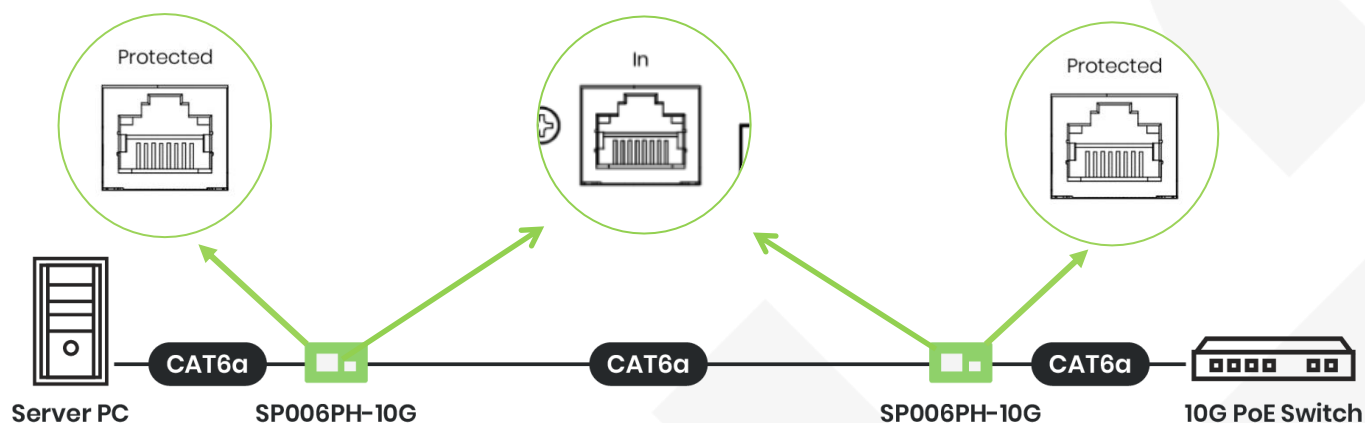 Protected
In
Protected
CAT6a
CAT6a
CAT6a
Server PC
SP006PH-10G
SP006PH-10G
10G PoE Switch